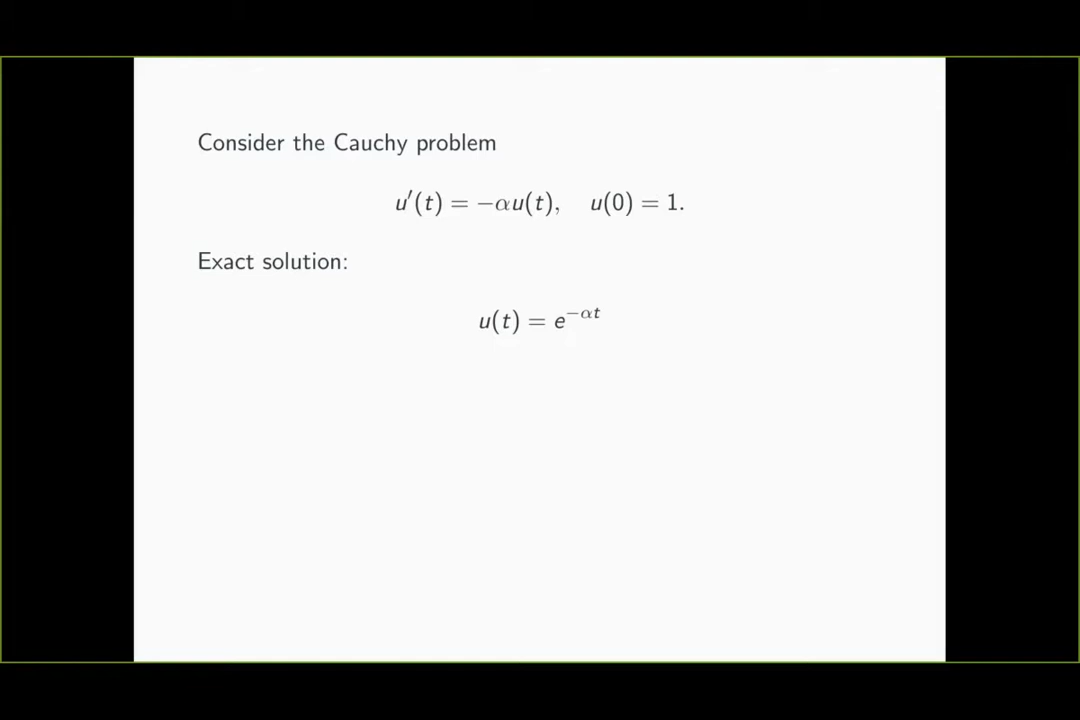 Consider the Cauchy problem
u′(t) = −αu(t), u(0) = 1.
Exact solution:
u(t) = e^{−αt}